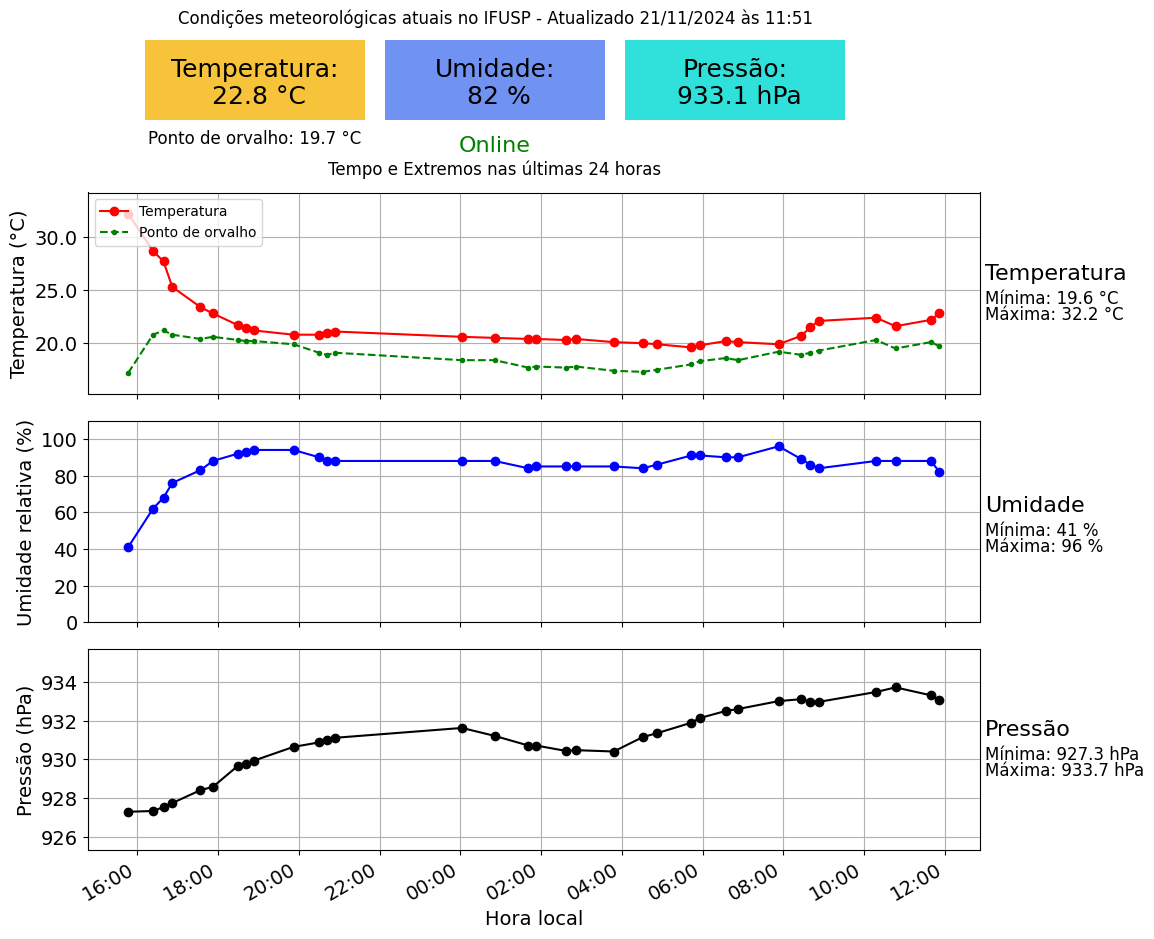 Condições meteorológicas atuais no IFUSP - Atualizado 21/11/2024 às 11:51
Temperatura:
22.8 °C
Umidade:
82 %
Pressão:
933.1 hPa
Ponto de orvalho: 19.7 °C
Online
Tempo e Extremos nas últimas 24 horas
Temperatura (°C)
30.0
25.0
20.0
Temperatura
Ponto de orvalho
Temperatura
Mínima: 19.6 °C
Máxima: 32.2 °C
Umidade relativa (%)
100
80
60
40
20
0
Umidade
Mínima: 41 %
Máxima: 96 %
Pressão (hPa)
934
932
930
928
926
Pressão
Mínima: 927.3 hPa
Máxima: 933.7 hPa
16:00 18:00 20:00 22:00 00:00 02:00 04:00 06:00 08:00 10:00 12:00
Hora local